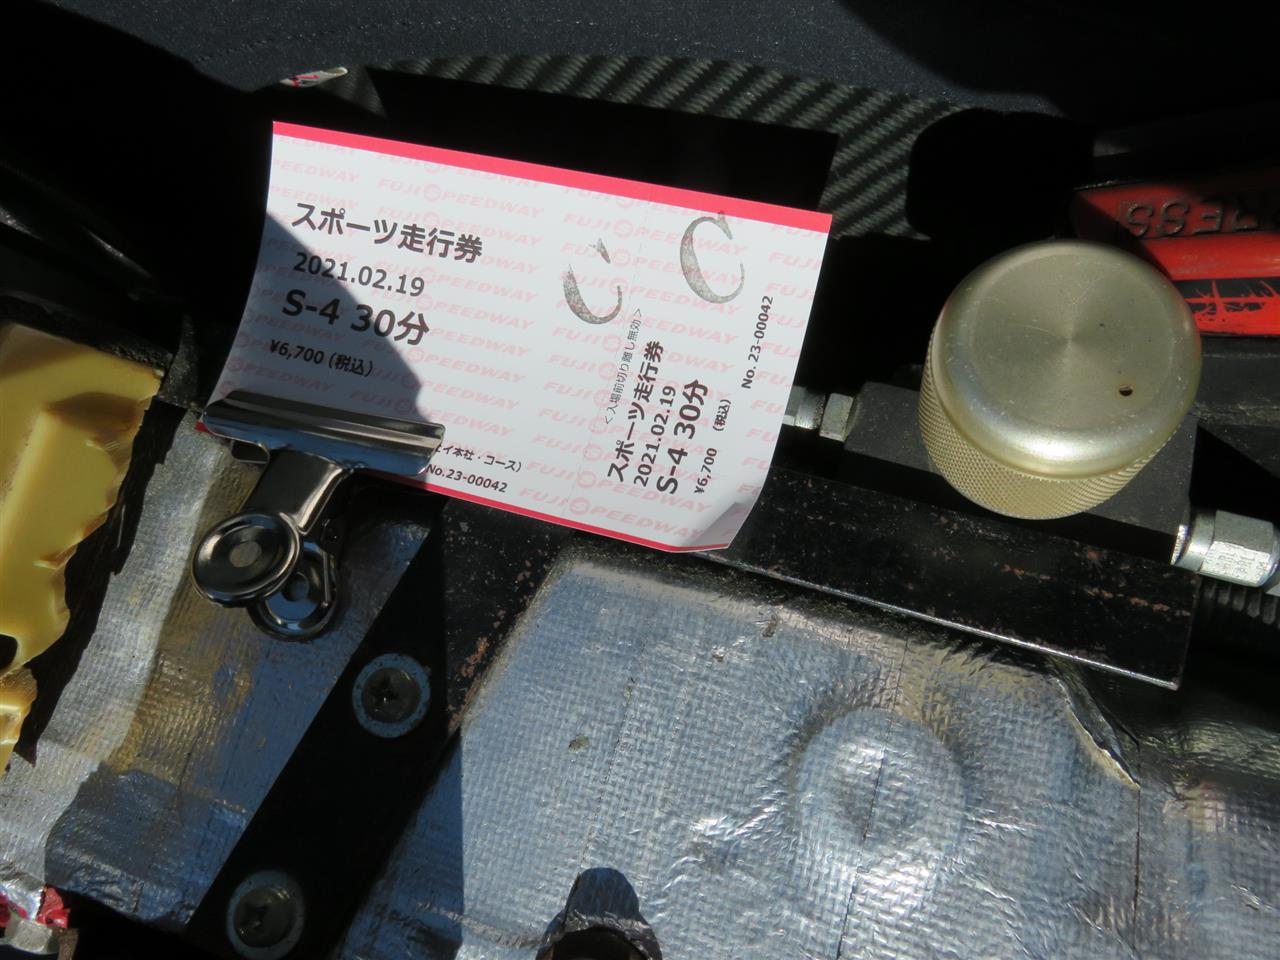 スポーツ走行券
2021.02.19
S-4 30分
¥6,700 (税込)
C'
C
イ本社・コース)
No.23-00042
<入場前切り離し無効>
スポーツ走行券
2021.02.19
S-4 30分
¥6,700 (税込)
No. 23-00042
FUJI SPEEDWAY
RESS